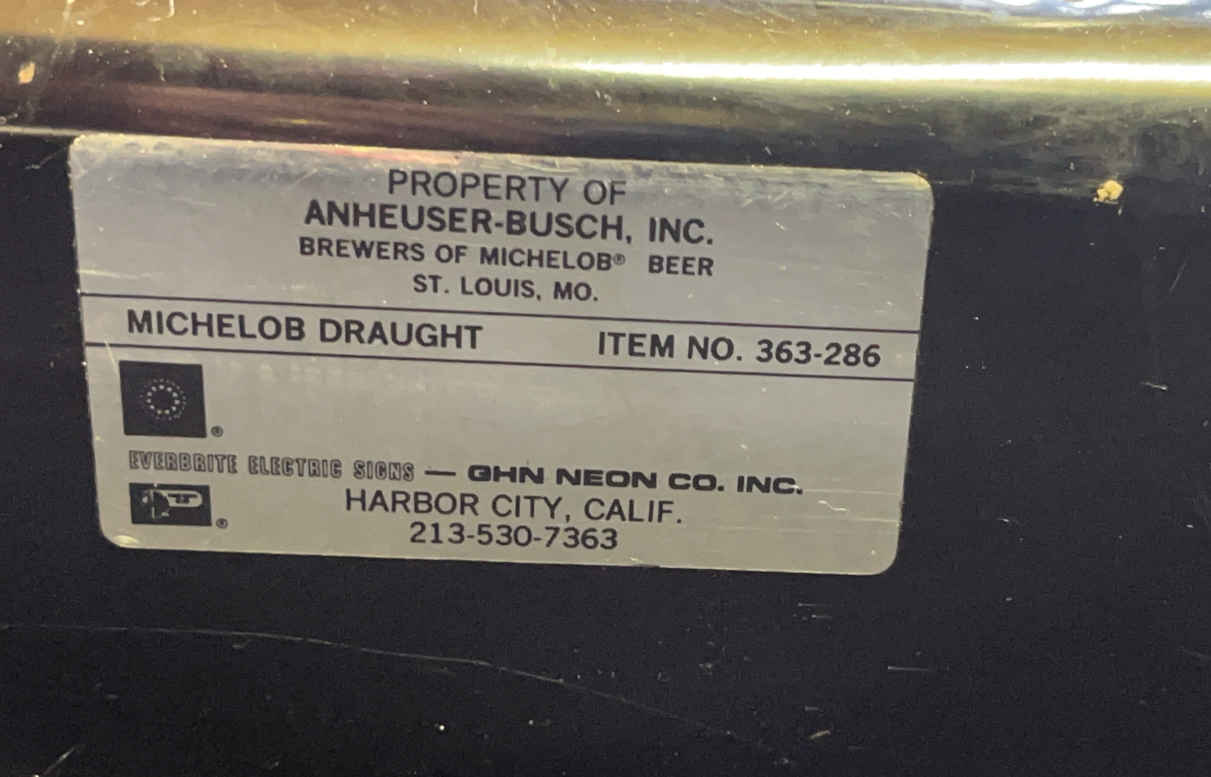 PROPERTY OF
ANHEUSER-BUSCH, INC.
BREWERS OF MICHELOB® BEER
ST. LOUIS, MO.
MICHELOB DRAUGHT ITEM NO. 363-286
®
EVERBRITE ELECTRIC SIGNS — GHN NEON CO. INC.
HARBOR CITY, CALIF.
®
213-530-7363